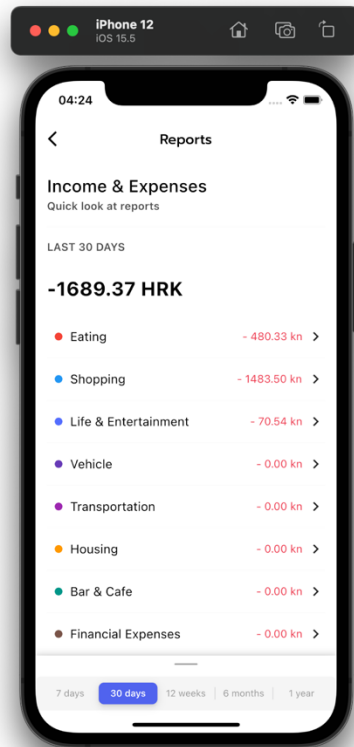 iPhone 12
iOS 15.5
04:24
Reports
Income & Expenses
Quick look at reports
LAST 30 DAYS
-1689.37 HRK
Eating - 480.33 kn
Shopping - 1483.50 kn
Life & Entertainment - 70.54 kn
Vehicle - 0.00 kn
Transportation - 0.00 kn
Housing - 0.00 kn
Bar & Cafe - 0.00 kn
Financial Expenses - 0.00 kn
7 days 30 days 12 weeks 6 months 1 year